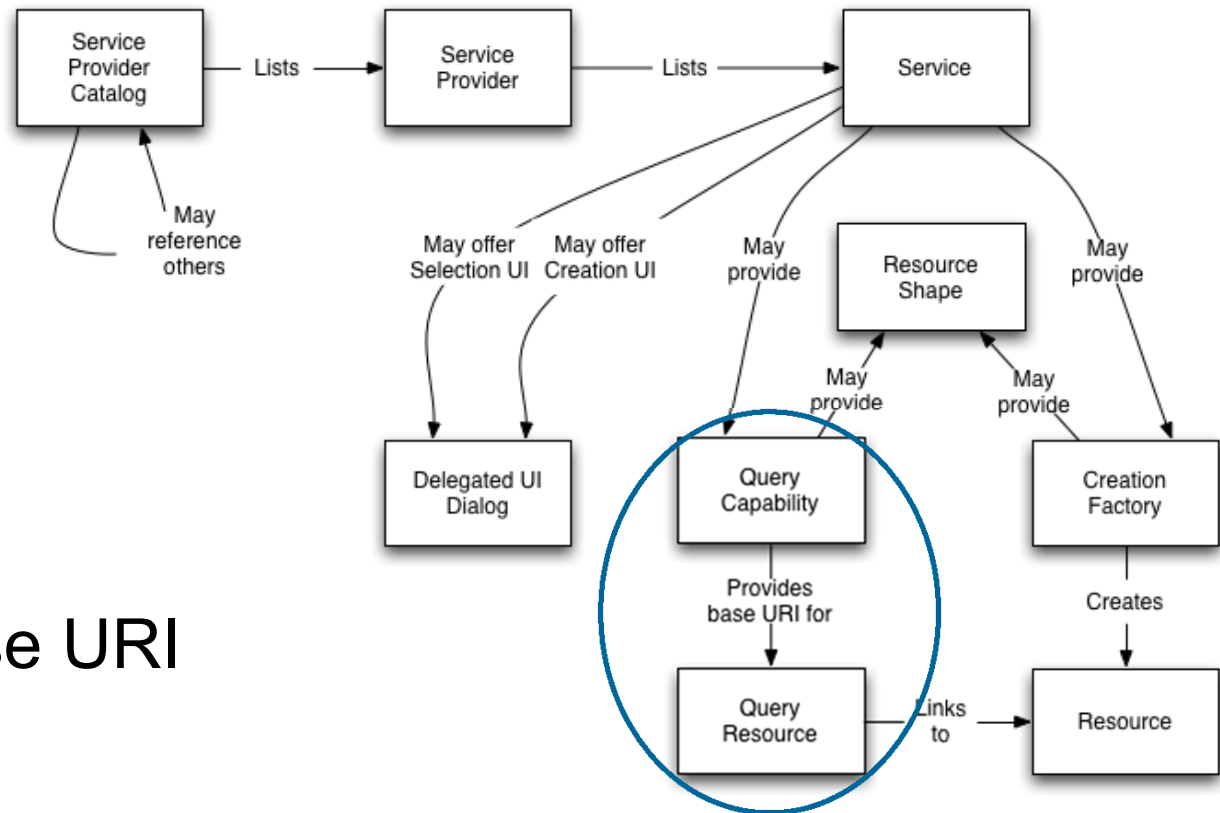 Service
Provider
Catalog
Lists
Service
Provider
Lists
Service
May
reference
others
May offer
Selection UI
May offer
Creation UI
May
provide
Resource
Shape
May
provide
May
provide
May
provide
Delegated UI
Dialog
Query
Capability
Creation
Factory
Provides
base URI for
Creates
se URI
Query
Resource
Links
to
Resource